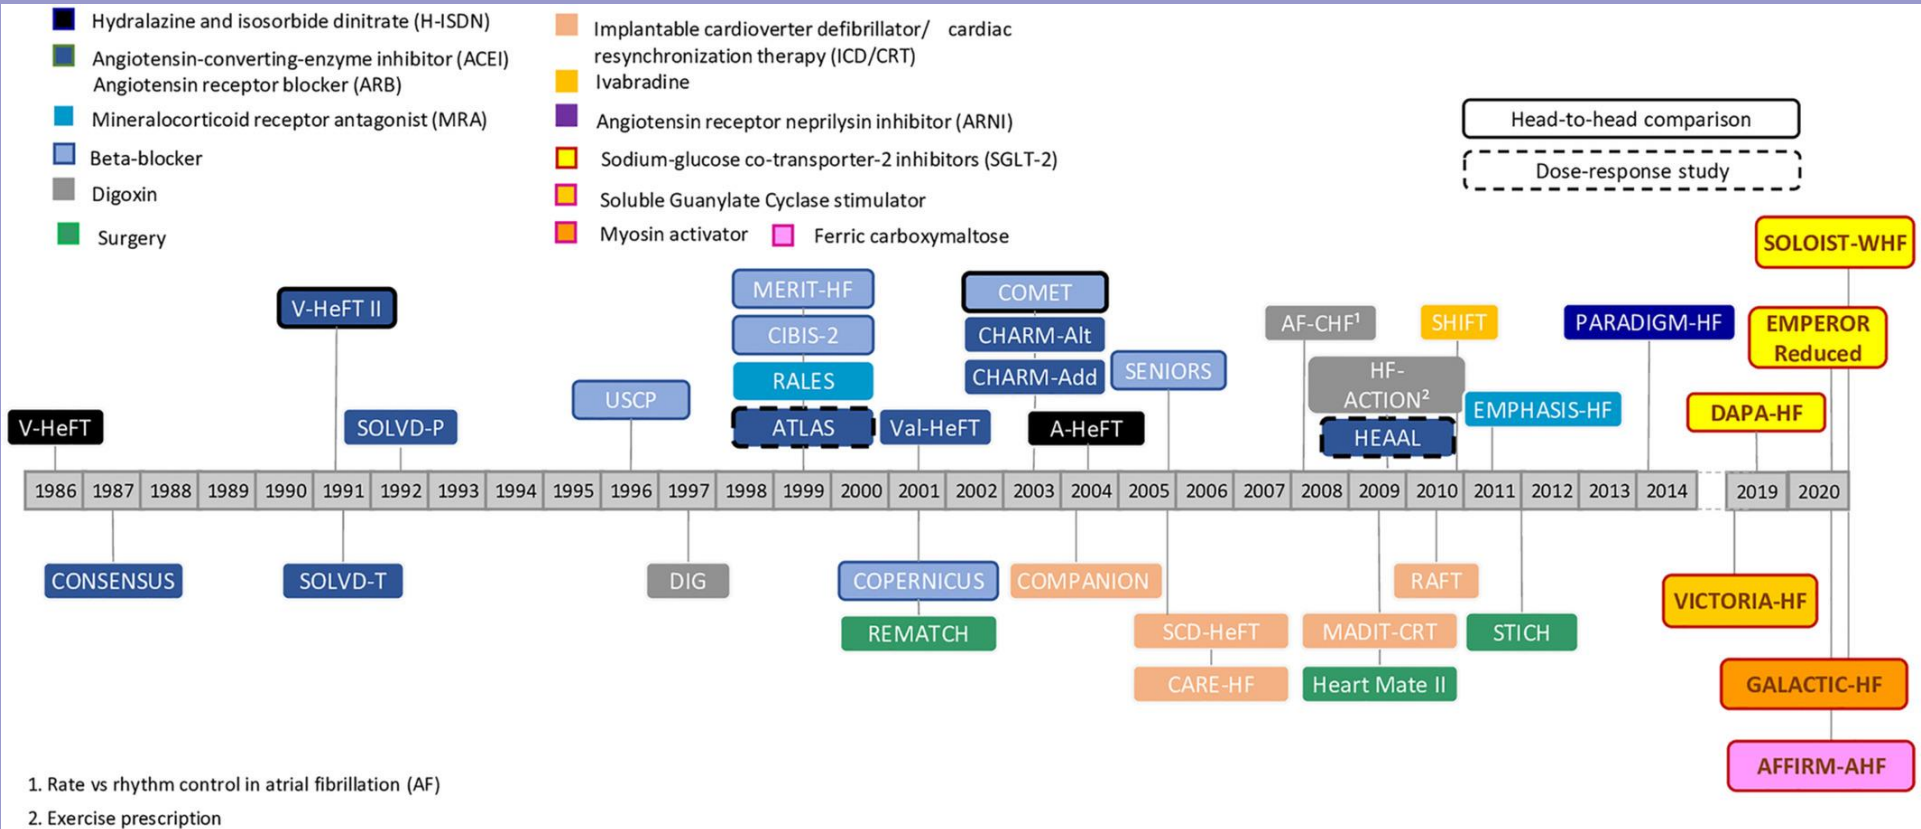 Hydralazine and isosorbide dinitrate (H-ISDN)
Angiotensin-converting-enzyme inhibitor (ACEI)
Angiotensin receptor blocker (ARB)
Mineralocorticoid receptor antagonist (MRA)
Beta-blocker
Digoxin
Surgery
Implantable cardioverter defibrillator/ cardiac
resynchronization therapy (ICD/CRT)
Ivabradine
Angiotensin receptor neprilysin inhibitor (ARNI)
Sodium-glucose co-transporter-2 inhibitors (SGLT-2)
Soluble Guanylate Cyclase stimulator
Myosin activator
Ferric carboxymaltose
Head-to-head comparison
Dose-response study
V-HeFT
V-HeFT II
SOLVD-P
USCP
MERIT-HF
CIBIS-2
RALES
ATLAS
Val-HeFT
COMET
CHARM-Alt
CHARM-Add
A-HeFT
SENIORS
AF-CHF¹
HF-
ACTION²
HEAAL
SHIFT
EMPHASIS-HF
PARADIGM-HF
SOLOIST-WHF
EMPEROR
Reduced
DAPA-HF
1986 1987 1988 1989 1990 1991 1992 1993 1994 1995 1996 1997 1998 1999 2000 2001 2002 2003 2004 2005 2006 2007 2008 2009 2010 2011 2012 2013 2014 2019 2020
CONSENSUS
SOLVD-T
DIG
COPERNICUS
REMATCH
COMPANION
SCD-HeFT
CARE-HF
RAFT
MADIT-CRT
Heart Mate II
STICH
VICTORIA-HF
GALACTIC-HF
AFFIRM-AHF
1. Rate vs rhythm control in atrial fibrillation (AF)
2. Exercise prescription